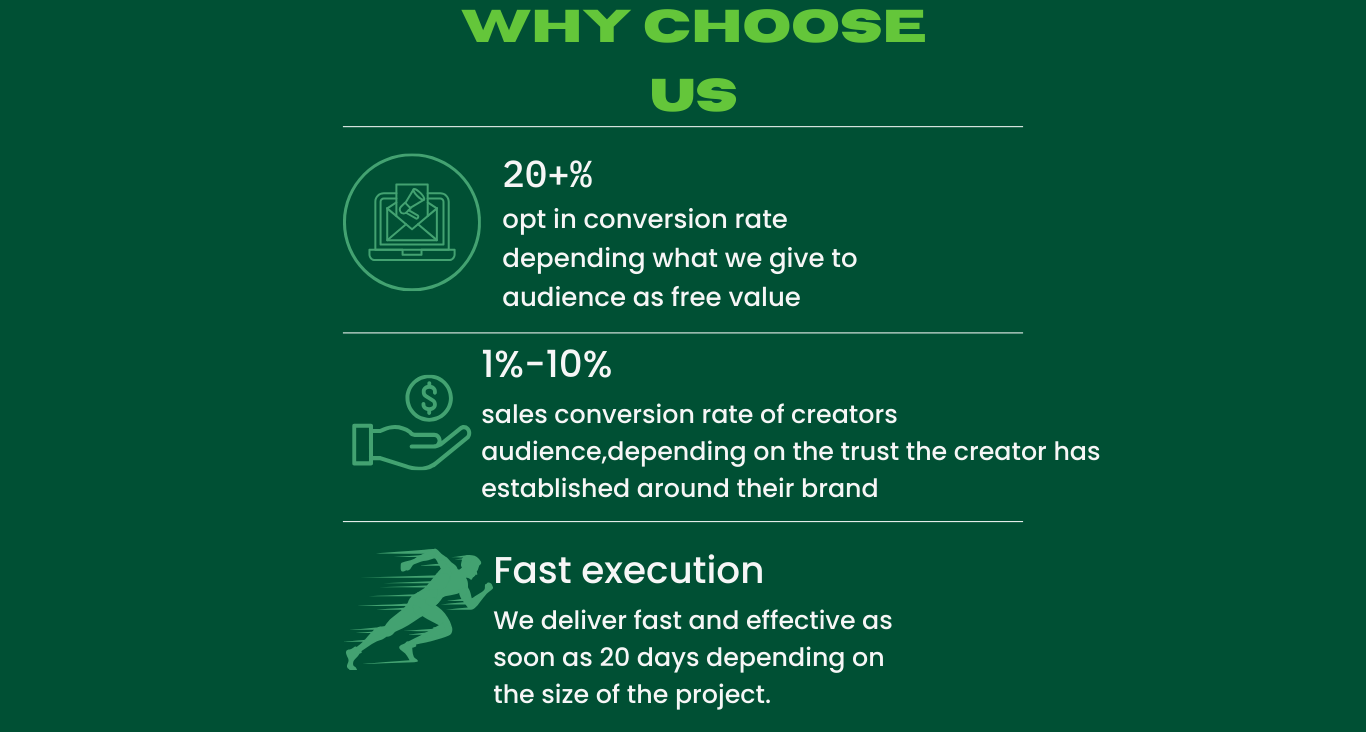 WHY CHOOSE
US
20+%
opt in conversion rate
depending what we give to
audience as free value
1%-10%
sales conversion rate of creators
audience,depending on the trust the creator has
established around their brand
Fast execution
We deliver fast and effective as
soon as 20 days depending on
the size of the project.